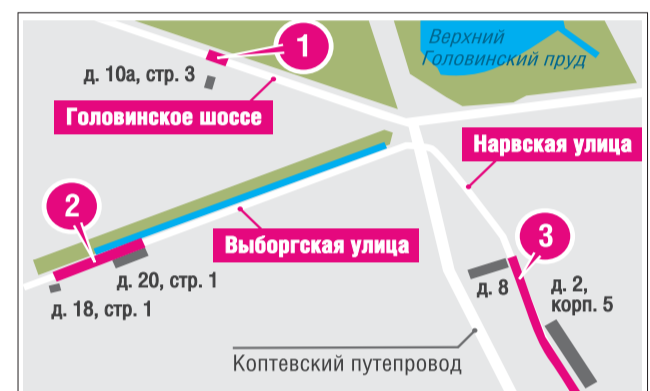 1
Верхний
Головинский пруд
д. 10а, стр. 3
Головинское шоссе
Нарвская улица
2
Выборгская улица
3
д. 20, стр. 1
д. 18, стр. 1
д. 8
д. 2,
корп. 5
Коптевский путепровод